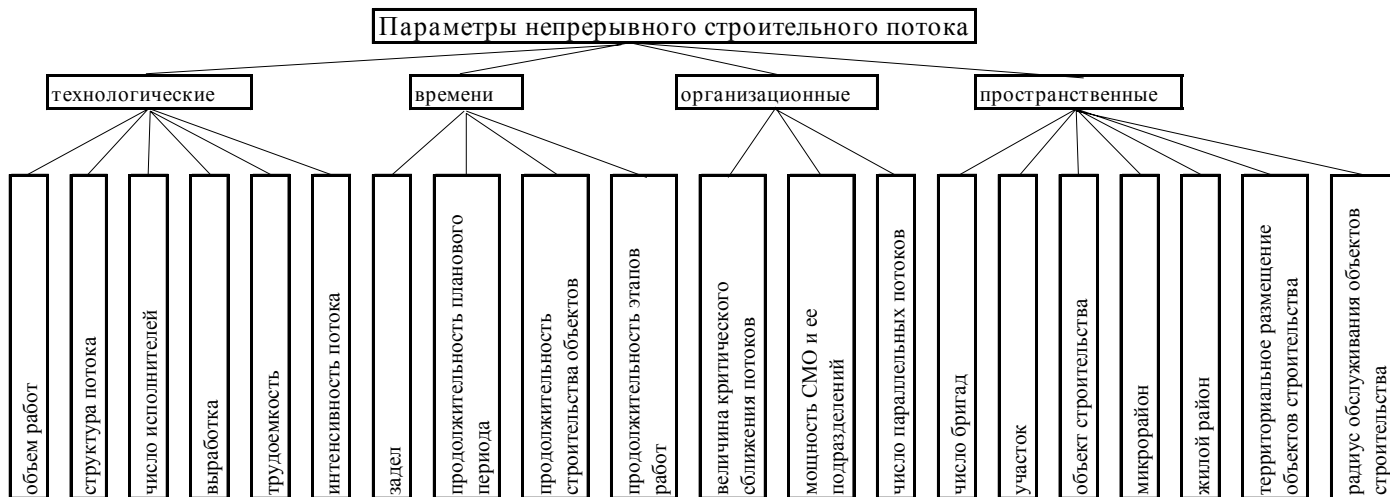 Параметры непрерывного строительного потока
технологические
времени
организационные
пространственные
объем работ
структура потока
число исполнителей
выработка
трудоемкость
интенсивность потока
задел
продолжительность планового
периода
продолжительность
строительства объектов
продолжительность этапов
работ
величина критического
сближения потоков
мощность СМО и ее
подразделений
число параллельных потоков
число бригад
участок
объект строительства
микрорайон
жилой район
территориальное размещение
объектов строительства
радиус обслуживания объектов
строительства